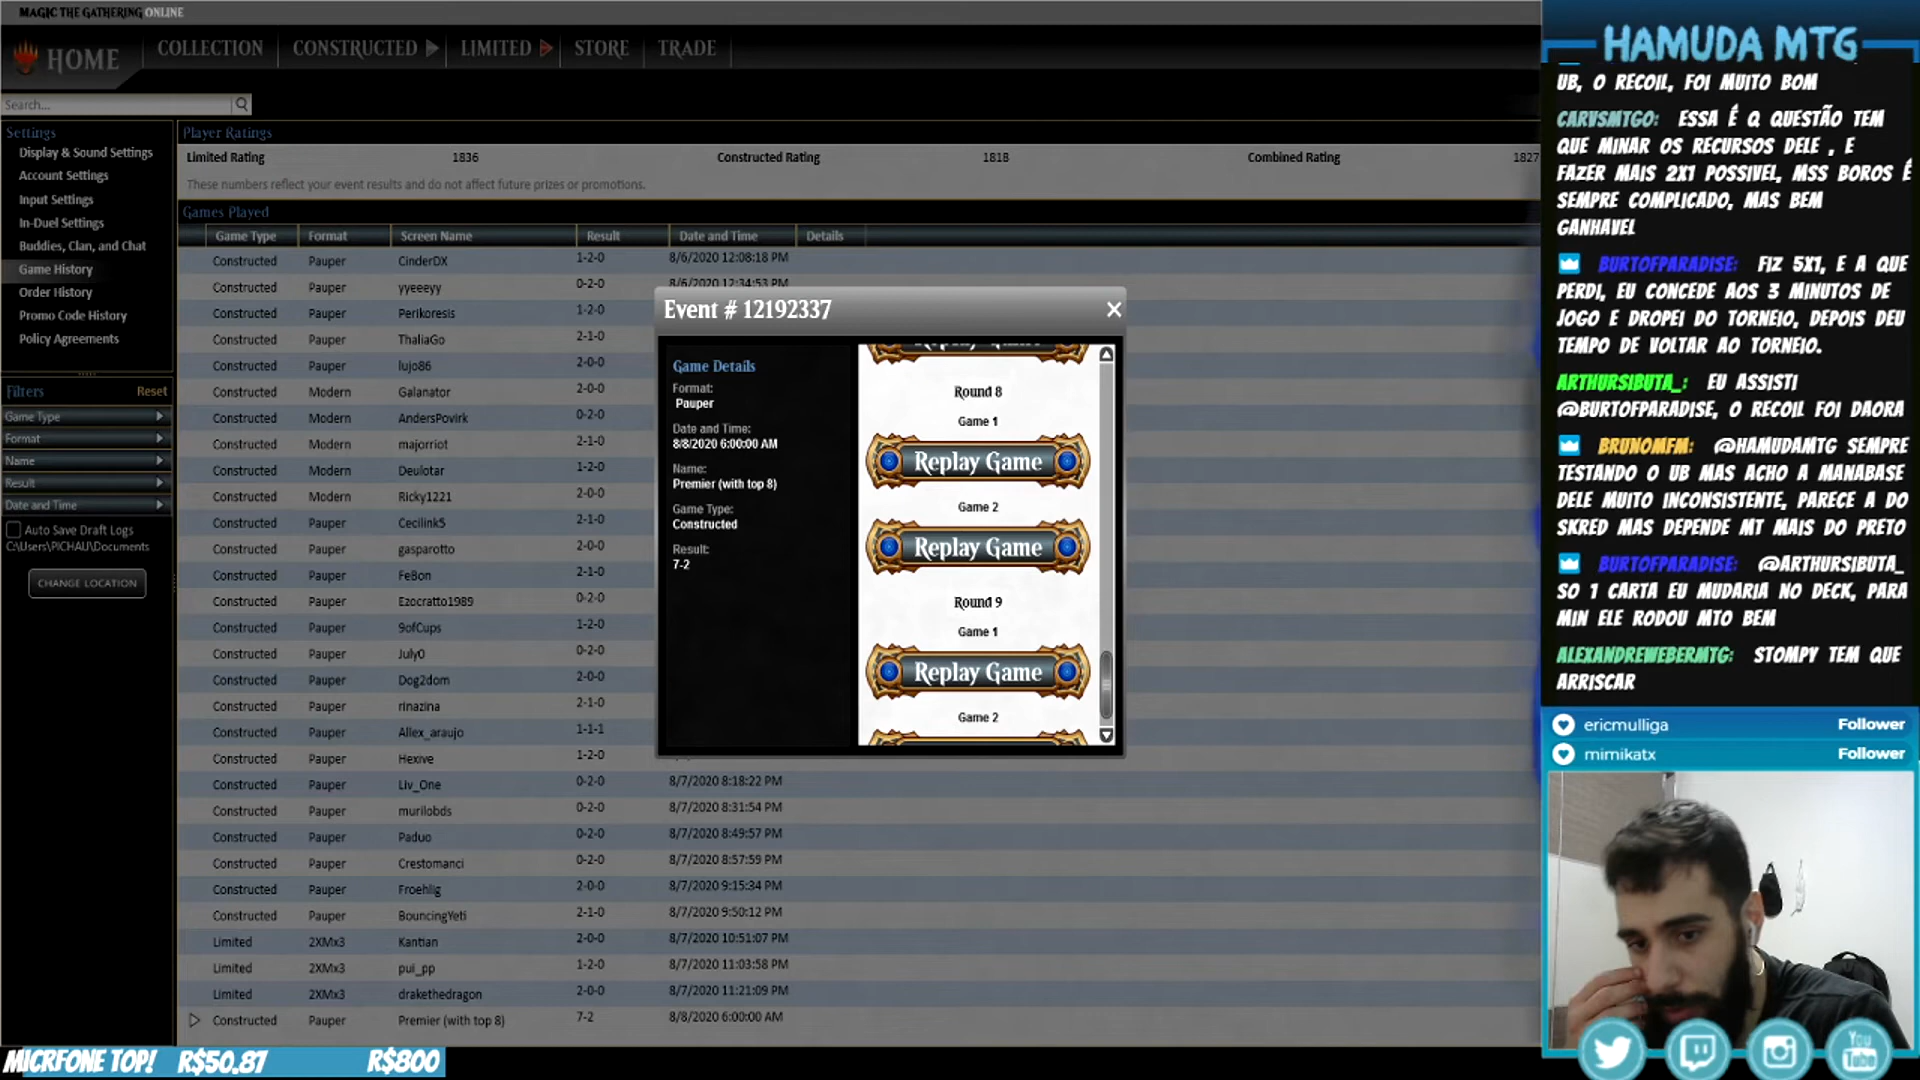 MAGIC THE GATHERING ONLINE
HOME
COLLECTION
CONSTRUCTED
LIMITED
STORE
TRADE
Search...
Settings
Display & Sound Settings
Account Settings
Input Settings
In-Duel Settings
Buddies, Clan, and Chat
Game History
Order History
Promo Code History
Policy Agreements
Filters Reset
Game Type
Format
Name
Result
Date and Time
Auto Save Draft Logs
C:\Users\PICHAU\Documents
CHANGE LOCATION
Player Ratings
Limited Rating 1836 Constructed Rating 1818 Combined Rating 1827
These numbers reflect your event results and do not affect future prizes or promotions.
Games Played
Game Type Format Screen Name Result Date and Time Details
Constructed Pauper CinderDX 1-2-0 8/6/2020 12:08:18 PM
Constructed Pauper yyeeeyy 0-2-0 8/6/2020 12:34:53 PM
Constructed Pauper Perikoresis 1-2-0
Constructed Pauper ThaliaGo 2-1-0
Constructed Pauper lujo86 2-0-0
Constructed Modern Galanator 2-0-0
Constructed Modern AndersPovirk 0-2-0
Constructed Modern majorriot 2-1-0
Constructed Modern Deulotar 1-2-0
Constructed Modern Ricky1221 2-0-0
Constructed Pauper Cecilink5 2-1-0
Constructed Pauper gasparotto 2-0-0
Constructed Pauper FeBon 2-1-0
Constructed Pauper Ezocratto1989 0-2-0
Constructed Pauper 9ofCups 1-2-0
Constructed Pauper July0 0-2-0
Constructed Pauper Dog2dom 2-0-0
Constructed Pauper rinazina 2-1-0
Constructed Pauper Allex_araujo 1-1-1
Constructed Pauper Hexive 1-2-0
Constructed Pauper Liv_One 0-2-0 8/7/2020 8:18:22 PM
Constructed Pauper murilobds 0-2-0 8/7/2020 8:31:54 PM
Constructed Pauper Paduo 0-2-0 8/7/2020 8:49:57 PM
Constructed Pauper Crestomanci 0-2-0 8/7/2020 8:57:59 PM
Constructed Pauper Froehlig 2-0-0 8/7/2020 9:15:34 PM
Constructed Pauper BouncingYeti 2-1-0 8/7/2020 9:50:12 PM
Limited 2XMx3 Kantian 2-0-0 8/7/2020 10:51:07 PM
Limited 2XMx3 pui_pp 1-2-0 8/7/2020 11:03:58 PM
Limited 2XMx3 drakethedragon 2-0-0 8/7/2020 11:21:09 PM
Constructed Pauper Premier (with top 8) 7-2 8/8/2020 6:00:00 AM
Event # 12192337
Game Details
Format:
Pauper
Date and Time:
8/8/2020 6:00:00 AM
Name:
Premier (with top 8)
Game Type:
Constructed
Result:
7-2
Replay Game
Round 8
Game 1
Replay Game
Game 2
Replay Game
Round 9
Game 1
Replay Game
Game 2
HAMUDA MTG
UB, O RECOIL, FOI MUITO BOM
CARVSMTGO: ESSA É Q QUESTÃO TEM
QUE MINAR OS RECURSOS DELE , E
FAZER MAIS 2X1 POSSIVEL, MSS BOROS É
SEMPRE COMPLICADO, MAS BEM
GANHAVEL
BURTOFPARADISE: FIZ 5X1, E A QUE
PERDI, EU CONCEDE AOS 3 MINUTOS DE
JOGO E DROPEI DO TORNEIO, DEPOIS DEU
TEMPO DE VOLTAR AO TORNEIO.
ARTHURSIBUTA_: EU ASSISTI
@BURTOFPARADISE, O RECOIL FOI DAORA
BRUNOMFM: @HAMUDAMTG SEMPRE
TESTANDO O UB MAS ACHO A MANABASE
DELE MUITO INCONSISTENTE, PARECE A DO
SKRED MAS DEPENDE MT MAIS DO PRETO
BURTOFPARADISE: @ARTHURSIBUTA_
SO 1 CARTA EU MUDARIA NO DECK, PARA
MIN ELE RODOU MTO BEM
ALEXANDREWEBERMTG: STOMPY TEM QUE
ARRISCAR
ericmulliga Follower
mimikatx Follower
MICRFONE TOP! R$50.87 R$800
You
Tube